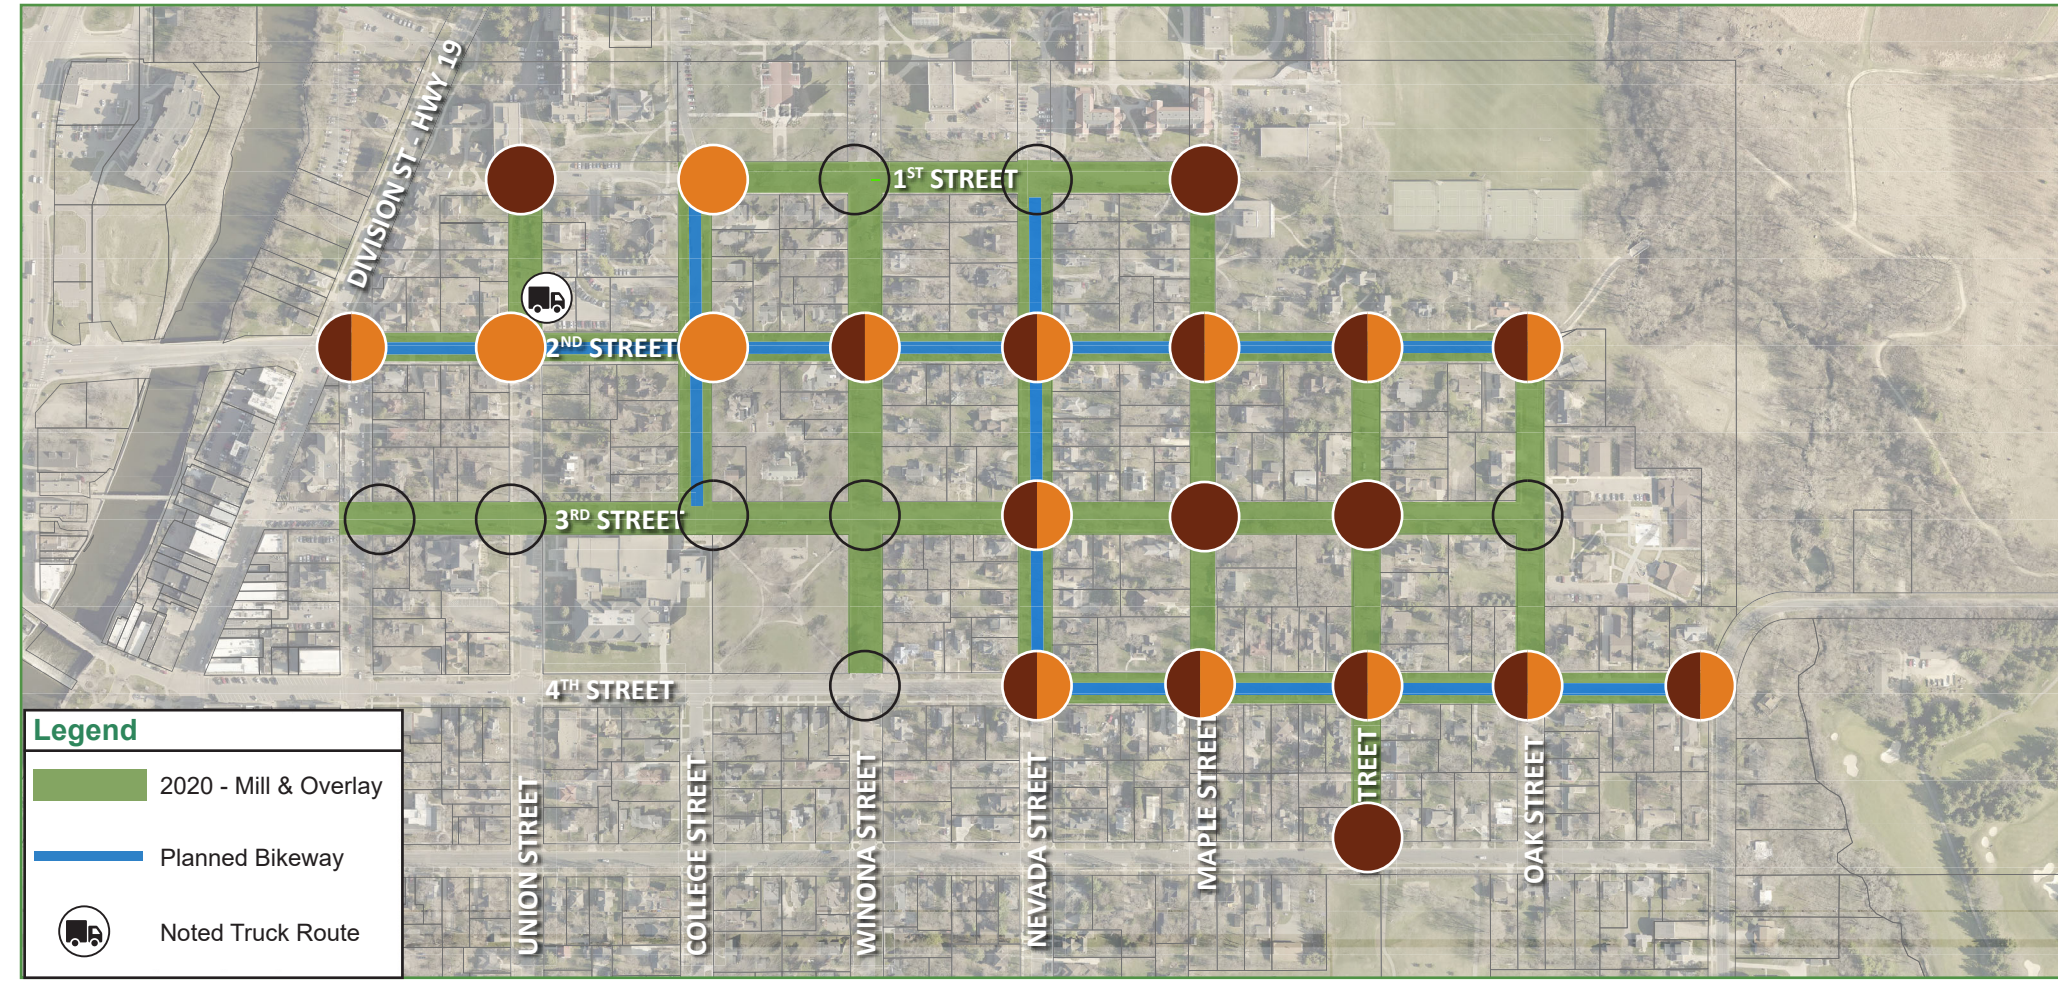 DIVISION ST - HWY 19
1ST STREET
2ND STREET
3RD STREET
4TH STREET
UNION STREET
COLLEGE STREET
WINONA STREET
NEVADA STREET
MAPLE STREET
STREET
OAK STREET
Legend
2020 - Mill & Overlay
Planned Bikeway
Noted Truck Route